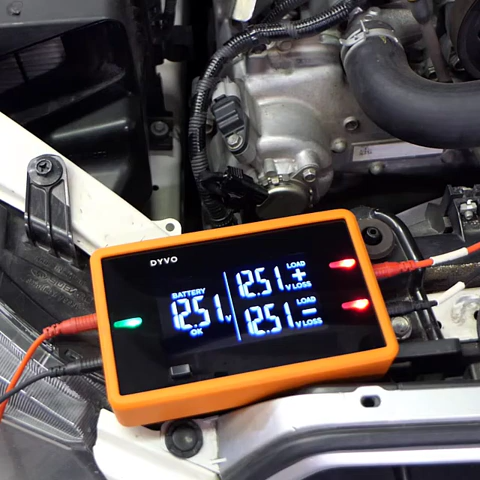 DYVO
BATTERY
12.51 V
OK
12.51 LOAD +
V LOSS
12.51 LOAD -
V LOSS